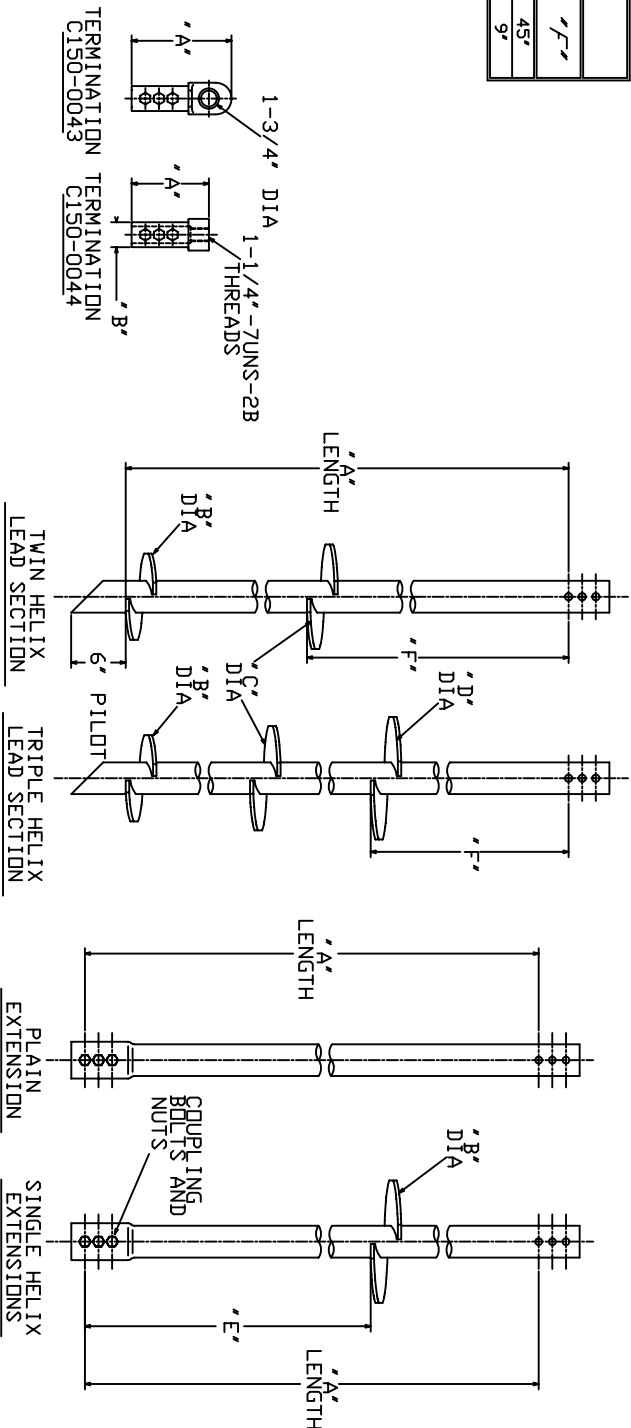 "F"
45"
9"
"A"
1-3/4" DIA
TERMINATION
C150-0043
"A"
1-1/4"-7UNS-2B
THREADS
"B"
TERMINATION
C150-0044
"A"
LENGTH
"B"
DIA
"C"
DIA
"F"
6" PILOT
TWIN HELIX
LEAD SECTION
"B"
DIA
"D"
DIA
"F"
TRIPLE HELIX
LEAD SECTION
"A"
LENGTH
PLAIN
EXTENSION
COUPLING
BOLTS AND
NUTS
"B"
DIA
"E"
"A"
LENGTH
SINGLE HELIX
EXTENSIONS